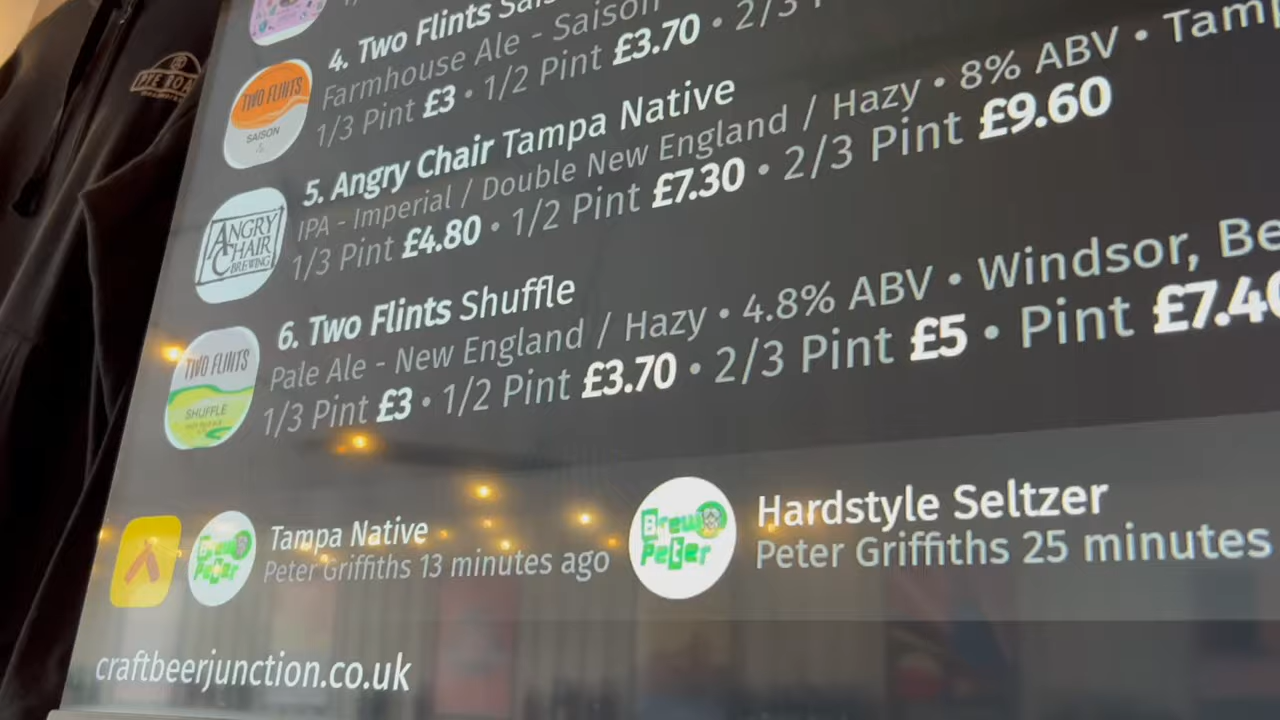 4. Two Flints
Farmhouse Ale - Saison
1/3 Pint £3 • 1/2 Pint £3.70 • 2/3
TWO FLINTS
SAISON
5. Angry Chair Tampa Native
IPA - Imperial / Double New England / Hazy • 8% ABV •
1/3 Pint £4.80 • 1/2 Pint £7.30 • 2/3 Pint £9.60
ANGRY
CHAIR
BREWING
6. Two Flints Shuffle
Pale Ale - New England / Hazy • 4.8% ABV • Windsor,
1/3 Pint £3 • 1/2 Pint £3.70 • 2/3 Pint £5 • Pint
TWO FLINTS
SHUFFLE
Brew
Peter
Tampa Native
Peter Griffiths 13 minutes ago
Brew
Peter
Hardstyle Seltzer
Peter Griffiths 25 minutes
craftbeerjunction.co.uk